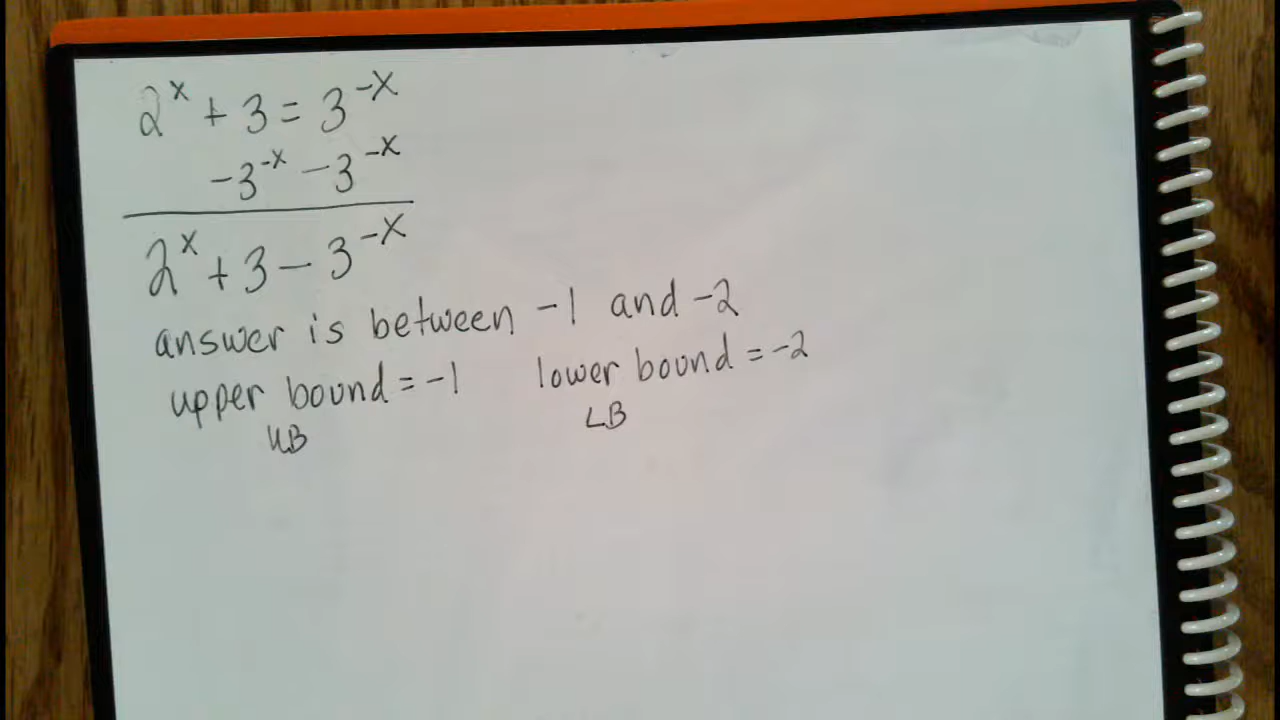 2^x + 3 = 3^-x
-3^-x -3^-x
2^x + 3 - 3^-x
answer is between -1 and -2
upper bound = -1 lower bound = -2
UB LB